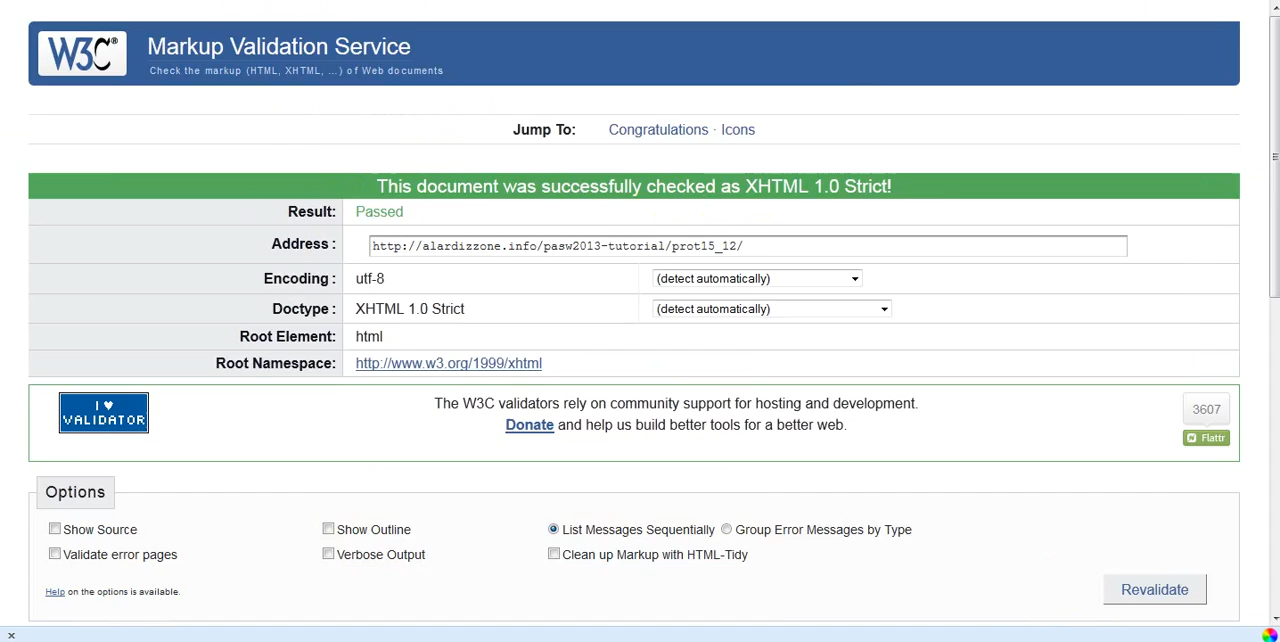 W3C®
Markup Validation Service
Check the markup (HTML, XHTML, ...) of Web documents
Jump To: Congratulations · Icons
This document was successfully checked as XHTML 1.0 Strict!
Result: Passed
Address : http://alardizzone.info/pasw2013-tutorial/prot15_12/
Encoding : utf-8 (detect automatically)
Doctype : XHTML 1.0 Strict (detect automatically)
Root Element: html
Root Namespace: http://www.w3.org/1999/xhtml
I ♥
VALIDATOR
The W3C validators rely on community support for hosting and development.
Donate and help us build better tools for a better web.
3607
Flattr
Options
Show Source Show Outline List Messages Sequentially Group Error Messages by Type
Validate error pages Verbose Output Clean up Markup with HTML-Tidy
Help on the options is available.
Revalidate